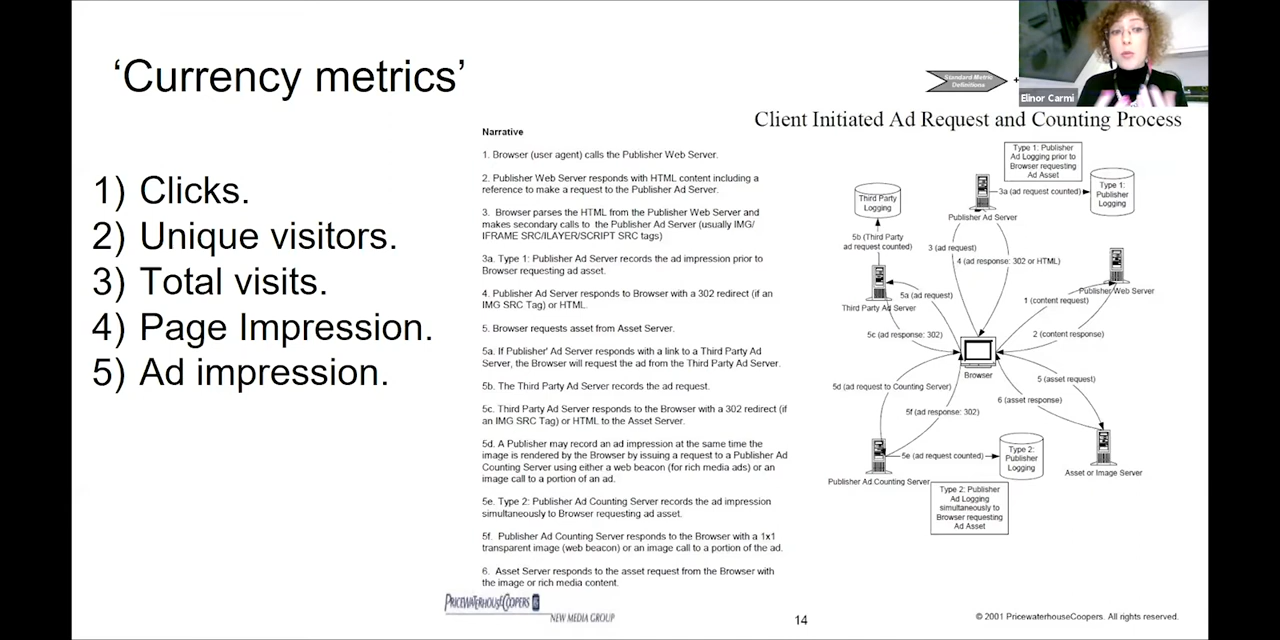 ‘Currency metrics’
1) Clicks.
2) Unique visitors.
3) Total visits.
4) Page Impression.
5) Ad impression.
Narrative
1. Browser (user agent) calls the Publisher Web Server.
2. Publisher Web Server responds with HTML content including a
reference to make a request to the Publisher Ad Server.
3. Browser parses the HTML from the Publisher Web Server and
makes secondary calls to the Publisher Ad Server (usually IMG/
IFRAME SRC/ILAYER/SCRIPT SRC tags)
3a. Type 1: Publisher Ad Server records the ad impression prior to
Browser requesting ad asset.
4. Publisher Ad Server responds to Browser with a 302 redirect (if an
IMG SRC Tag) or HTML.
5. Browser requests asset from Asset Server.
5a. If Publisher' Ad Server responds with a link to a Third Party Ad
Server, the Browser will request the ad from the Third Party Ad Server.
5b. The Third Party Ad Server records the ad request.
5c. Third Party Ad Server responds to the Browser with a 302 redirect (if
an IMG SRC Tag) or HTML to the Asset Server.
5d. A Publisher may record an ad impression at the same time the
image is rendered by the Browser by issuing a request to a Publisher Ad
Counting Server using either a web beacon (for rich media ads) or an
image call to a portion of an ad.
5e. Type 2: Publisher Ad Counting Server records the ad impression
simultaneously to Browser requesting ad asset.
5f. Publisher Ad Counting Server responds to the Browser with a 1x1
transparent image (web beacon) or an image call to a portion of the ad.
6. Asset Server responds to the asset request from the Browser with
the image or rich media content.
Standard Metric
Definitions
+
Elinor Carmi
Client Initiated Ad Request and Counting Process
Type 1: Publisher
Ad Logging prior to
Browser requesting
Ad Asset
3a (ad request counted)
Type 1:
Publisher
Logging
Publisher Ad Server
Third Party
Logging
5b (Third Party
ad request counted)
3 (ad request)
4 (ad response: 302 or HTML)
Publisher Web Server
5a (ad request)
1 (content request)
Third Party Ad Server
5c (ad response: 302)
2 (content response)
Browser
5d (ad request to Counting Server)
5 (asset request)
6 (asset response)
5f (ad response: 302)
5e (ad request counted)
Type 2:
Publisher
Logging
Asset or Image Server
Publisher Ad Counting Server
Type 2: Publisher
Ad Logging
simultaneously to
Browser requesting
Ad Asset
PRICEWATERHOUSECOOPERS
NEW MEDIA GROUP
14
© 2001 PricewaterhouseCoopers. All rights reserved.